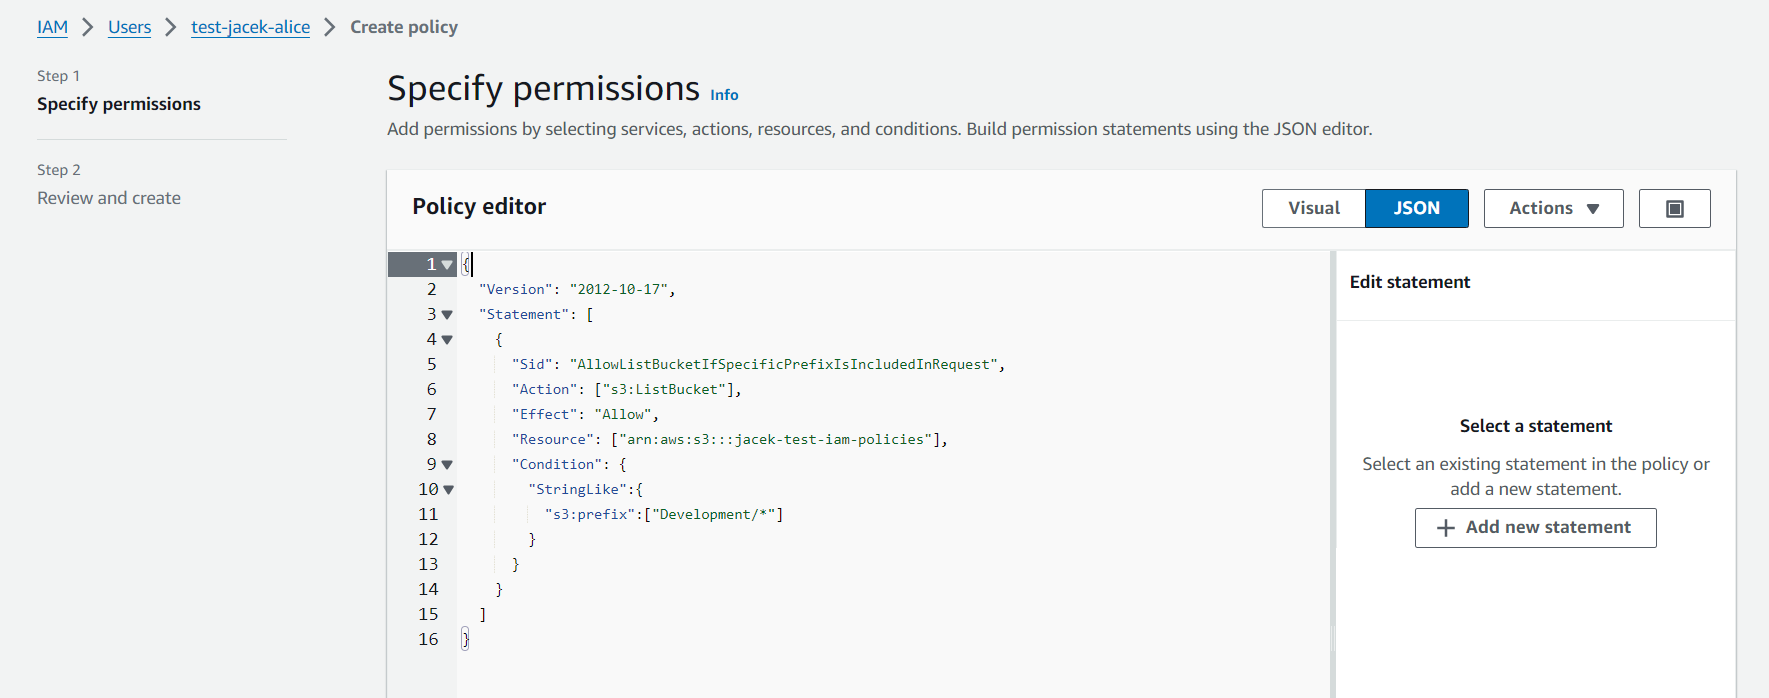 IAM > Users > test-jacek-alice > Create policy
Step 1
Specify permissions
Step 2
Review and create
Specify permissions Info
Add permissions by selecting services, actions, resources, and conditions. Build permission statements using the JSON editor.
Policy editor
Visual JSON Actions ▼
1 {
2 "Version": "2012-10-17",
3 "Statement": [
4 {
5 "Sid": "AllowListBucketIfSpecificPrefixIsIncludedInRequest",
6 "Action": ["s3:ListBucket"],
7 "Effect": "Allow",
8 "Resource": ["arn:aws:s3:::jacek-test-iam-policies"],
9 "Condition": {
10 "StringLike":{
11 "s3:prefix":["Development/*"]
12 }
13 }
14 }
15 ]
16 }
Edit statement
Select a statement
Select an existing statement in the policy or
add a new statement.
+ Add new statement